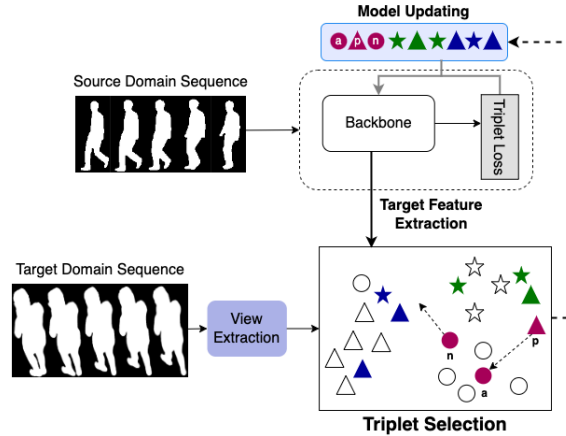 Model Updating
a p n
Source Domain Sequence
Backbone
Triplet Loss
Target Feature
Extraction
Target Domain Sequence
View
Extraction
n
p
a
Triplet Selection